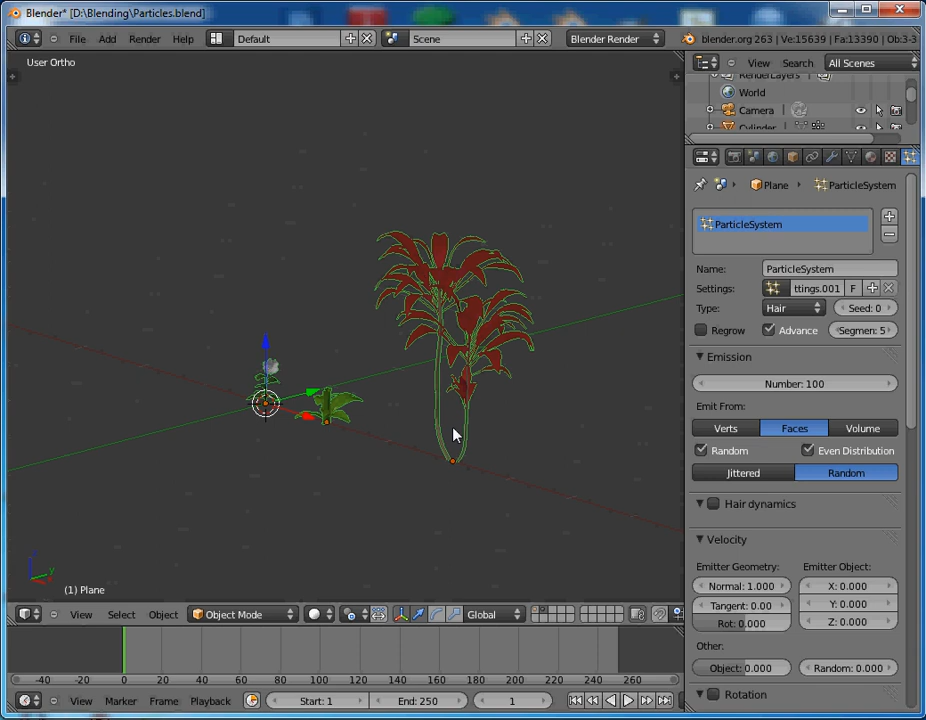 Blender* [D:\Blending\Particles.blend]
File Add Render Help Default Scene Blender Render blender.org 263 | Ve:15639 | Fa:13390 | Ob:3-3
User Ortho
View Search All Scenes
RenderLayers
World
Camera
Cylinder
Plane ParticleSystem
ParticleSystem
Name: ParticleSystem
Settings: ttings.001 F
Type: Hair Seed: 0
Regrow Advance Segmen: 5
Emission
Number: 100
Emit From:
Verts Faces Volume
Random Even Distribution
Jittered Random
Hair dynamics
Velocity
Emitter Geometry: Emitter Object:
Normal: 1.000 X: 0.000
Tangent: 0.00 Y: 0.000
Rot: 0.000 Z: 0.000
Other:
Object: 0.000 Random: 0.000
Rotation
z
y
x
(1) Plane
View Select Object Object Mode Global
-40 -20 0 20 40 60 80 100 120 140 160 180 200 220 240 260
View Marker Frame Playback Start: 1 End: 250 1